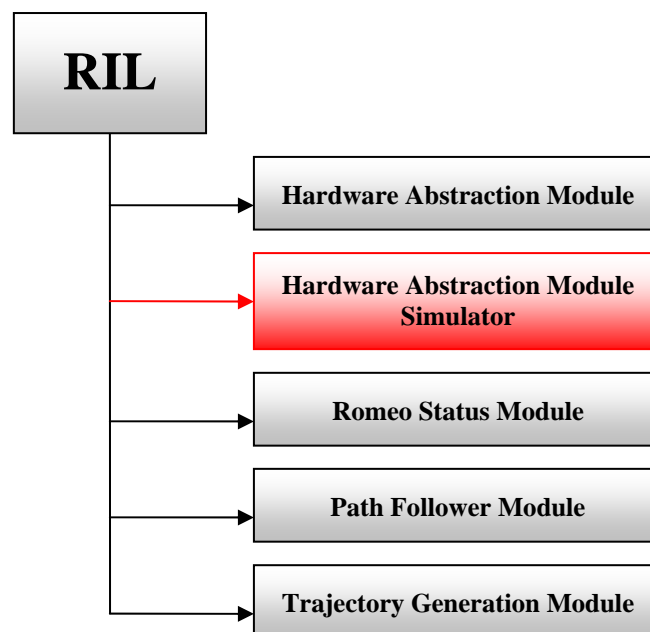 RIL
Hardware Abstraction Module
Hardware Abstraction Module
Simulator
Romeo Status Module
Path Follower Module
Trajectory Generation Module